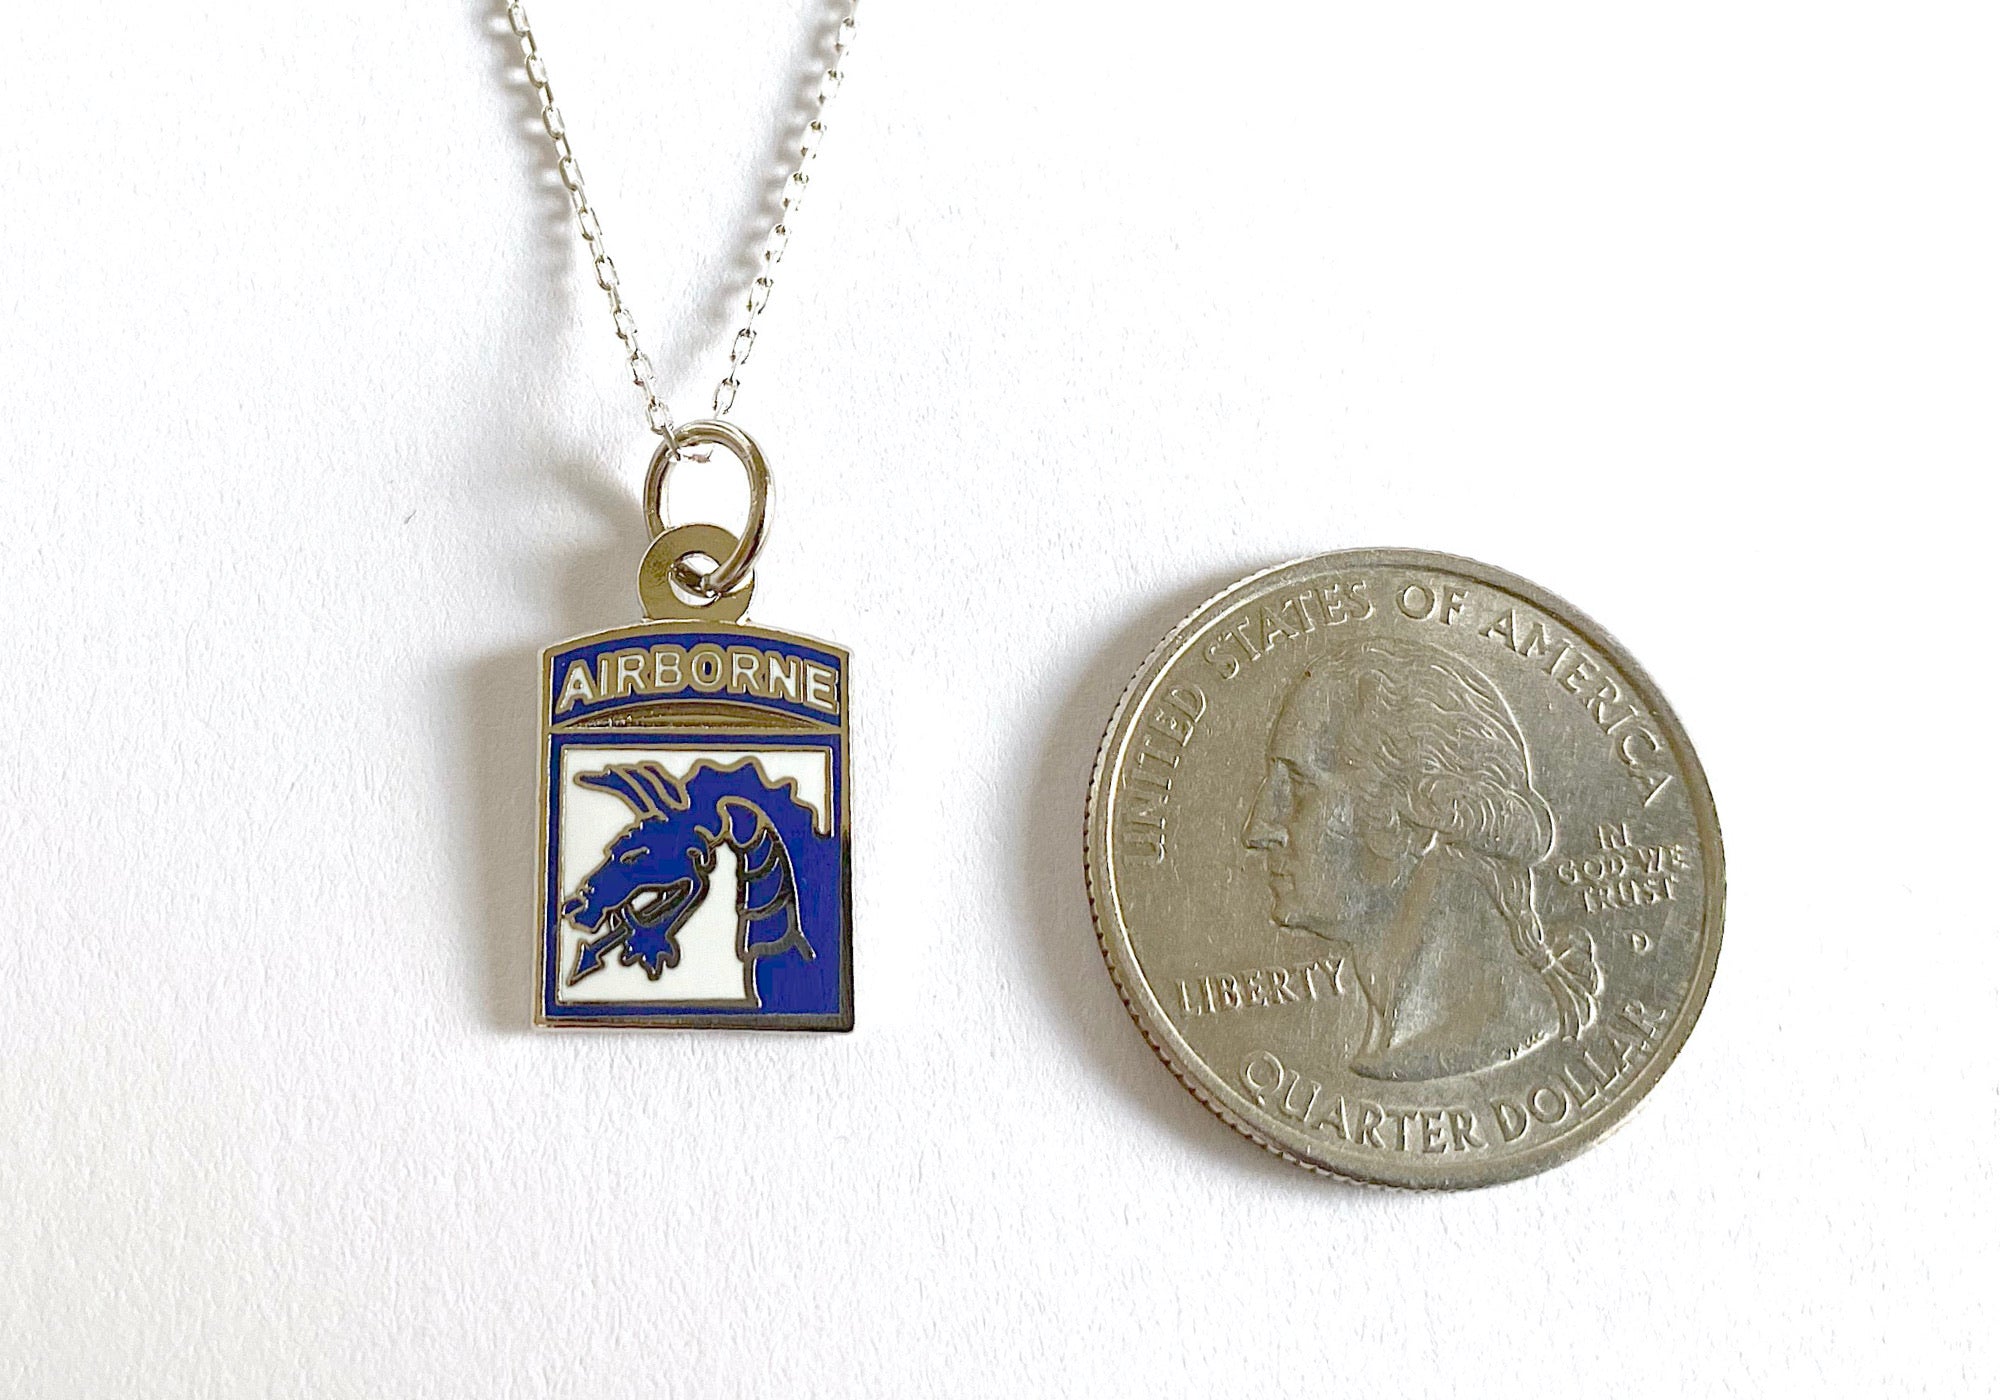 AIRBORNE
UNITED STATES OF AMERICA
IN
GOD WE
TRUST
D
LIBERTY
QUARTER DOLLAR